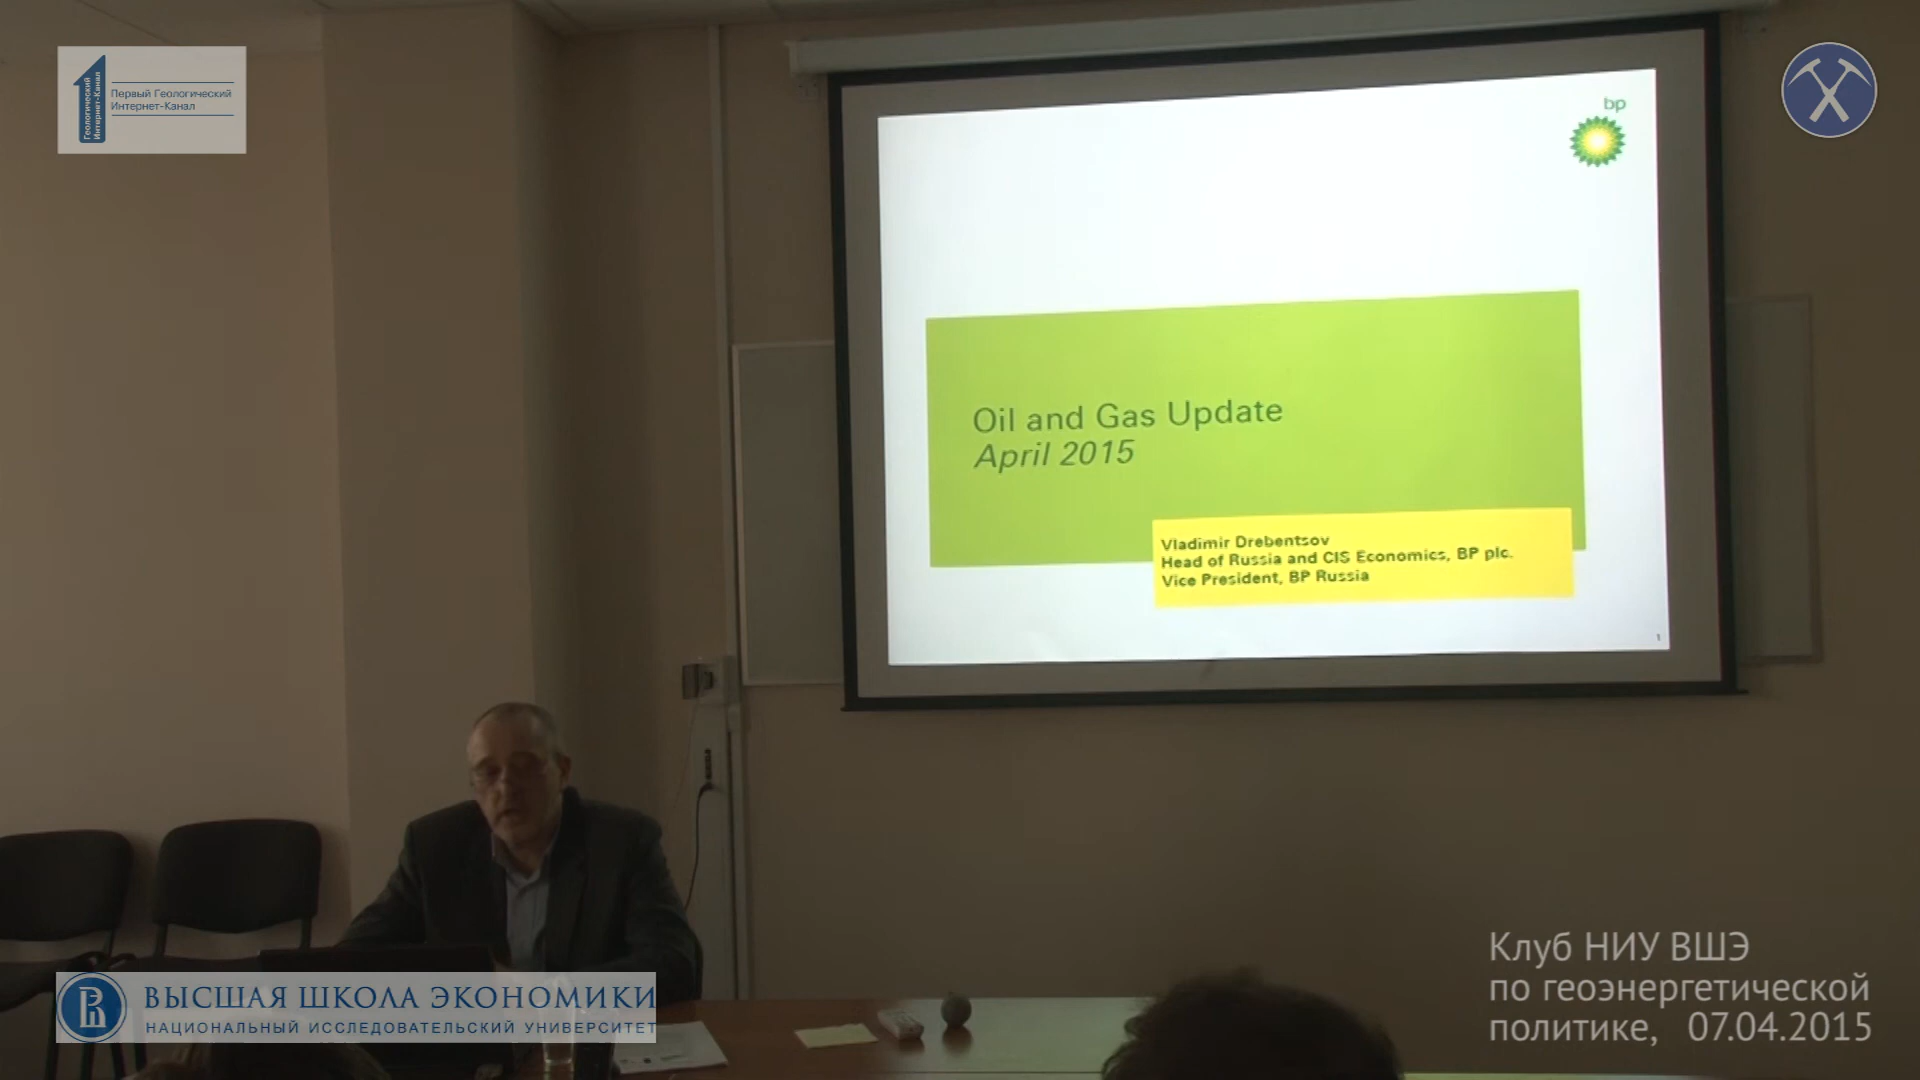 Геологический
Интернет-Канал
Первый Геологический
Интернет-Канал
bp
Oil and Gas Update
April 2015
Vladimir Drebentsov
Head of Russia and CIS Economics, BP plc.
Vice President, BP Russia
1
ВЫСШАЯ ШКОЛА ЭКОНОМИКИ
НАЦИОНАЛЬНЫЙ ИССЛЕДОВАТЕЛЬСКИЙ УНИВЕРСИТЕТ
Клуб НИУ ВШЭ
по геоэнергетической
политике, 07.04.2015